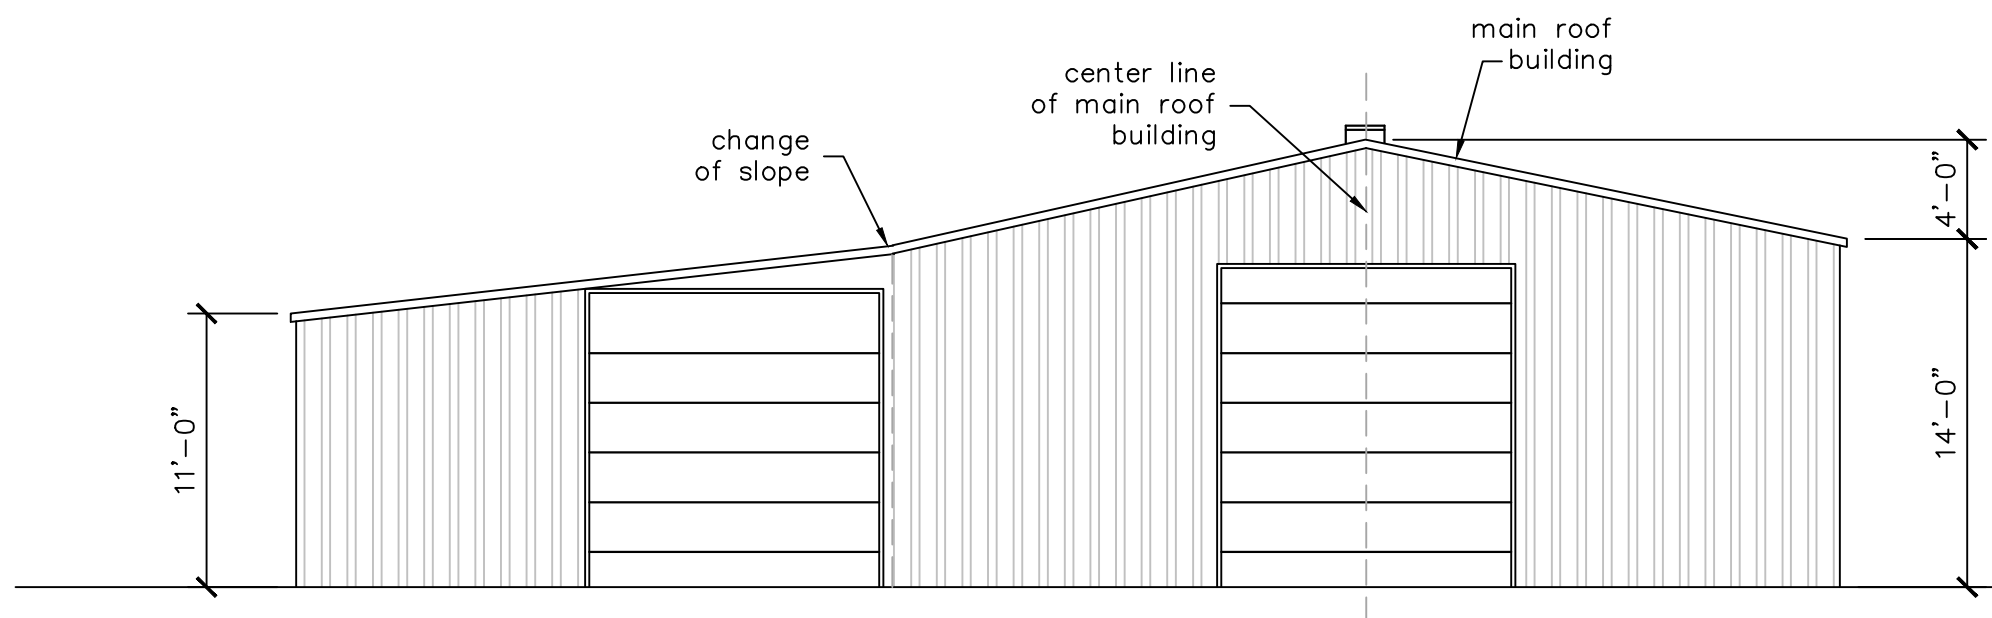 main roof
building
center line
of main roof
building
change
of slope
4'-0"
11'-0"
14'-0"